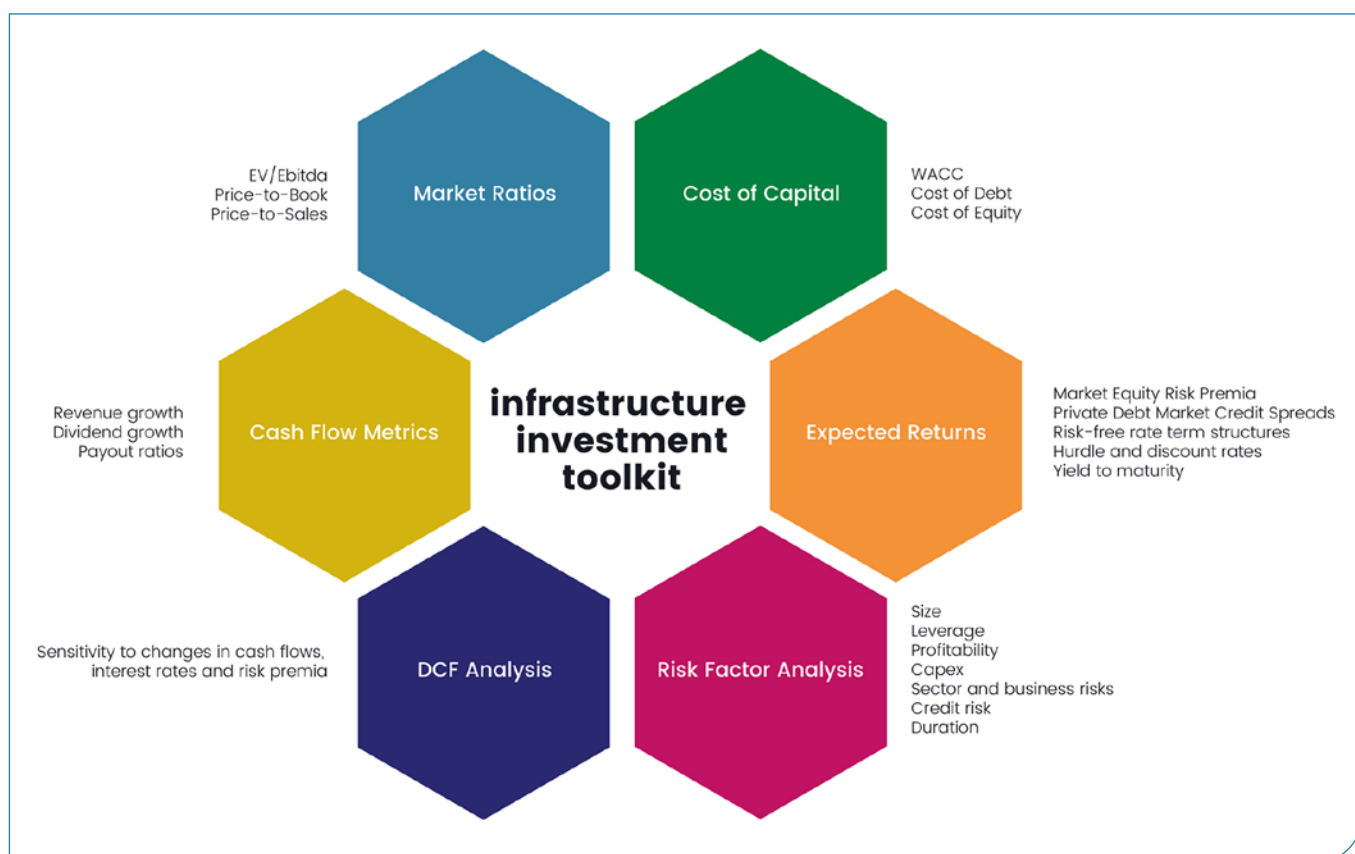 EV/Ebitda
Price-to-Book
Price-to-Sales
Market Ratios
Cost of Capital
WACC
Cost of Debt
Cost of Equity
Revenue growth
Dividend growth
Payout ratios
Cash Flow Metrics
infrastructure
investment
toolkit
Expected Returns
Market Equity Risk Premia
Private Debt Market Credit Spreads
Risk-free rate term structures
Hurdle and discount rates
Yield to maturity
Sensitivity to changes in cash flows,
interest rates and risk premia
DCF Analysis
Risk Factor Analysis
Size
Leverage
Profitability
Capex
Sector and business risks
Credit risk
Duration